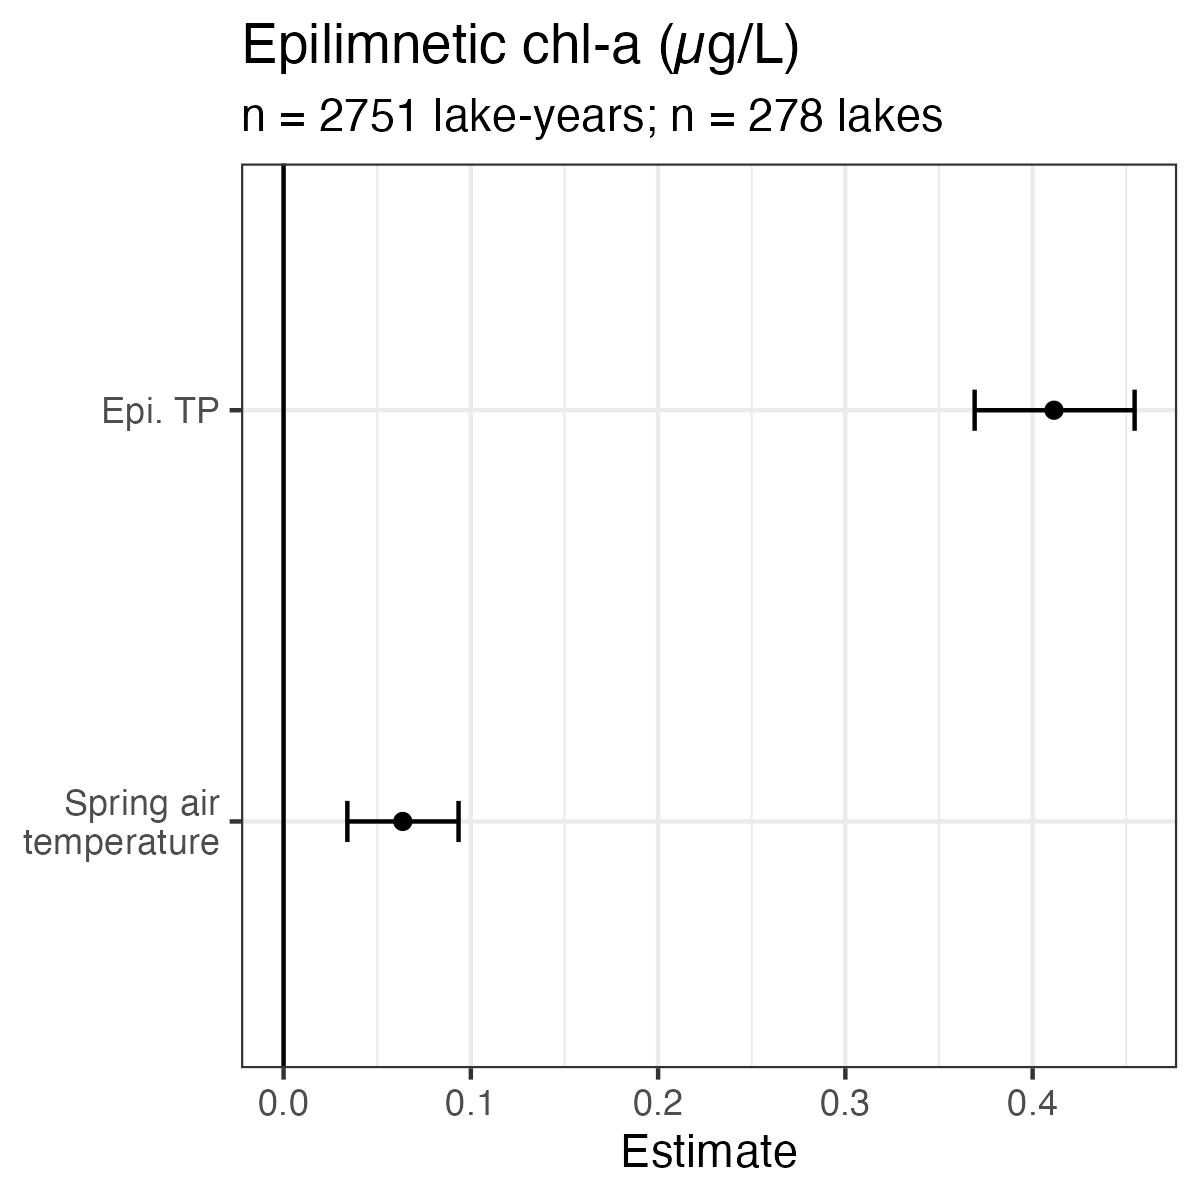 Epilimnetic chl-a (µg/L)
n = 2751 lake-years; n = 278 lakes
Epi. TP
Spring air
temperature
0.0 0.1 0.2 0.3 0.4
Estimate